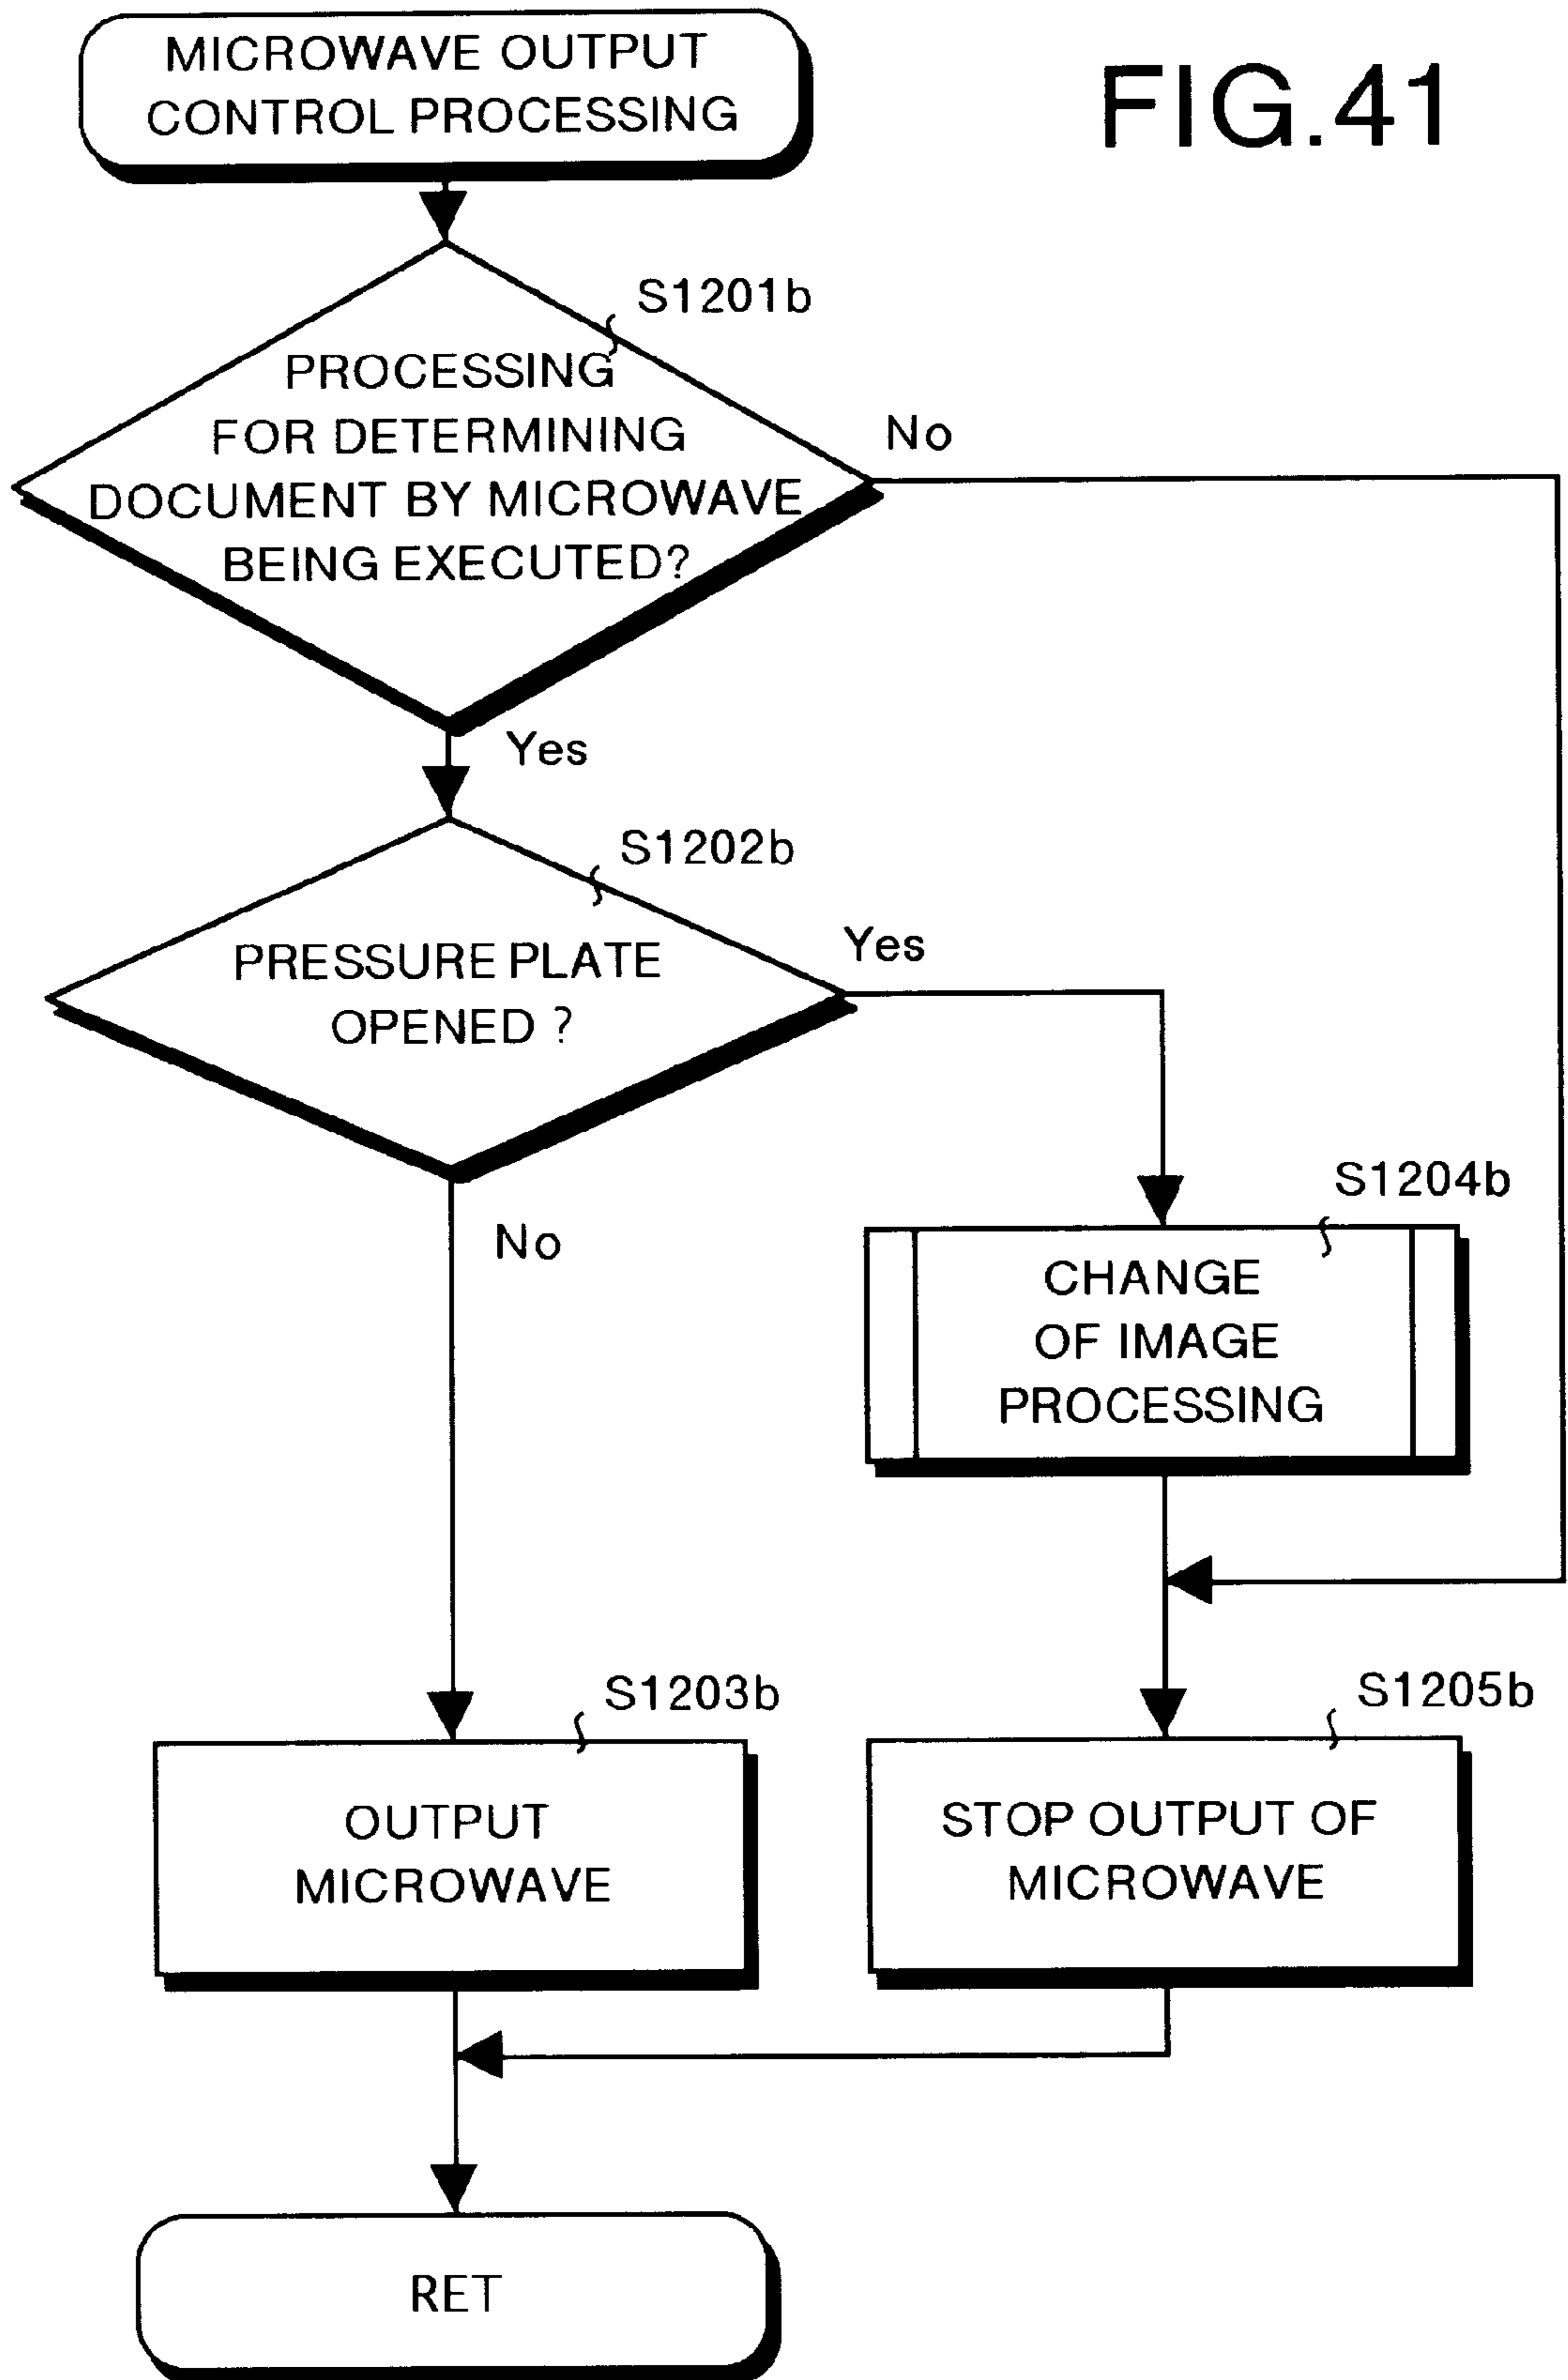 MICROWAVE OUTPUT
CONTROL PROCESSING
FIG.41
S1201b
PROCESSING
FOR DETERMINING
DOCUMENT BY MICROWAVE
BEING EXECUTED?
No
Yes
S1202b
PRESSURE PLATE
OPENED ?
Yes
No
S1204b
CHANGE
OF IMAGE
PROCESSING
S1203b
OUTPUT
MICROWAVE
S1205b
STOP OUTPUT OF
MICROWAVE
RET